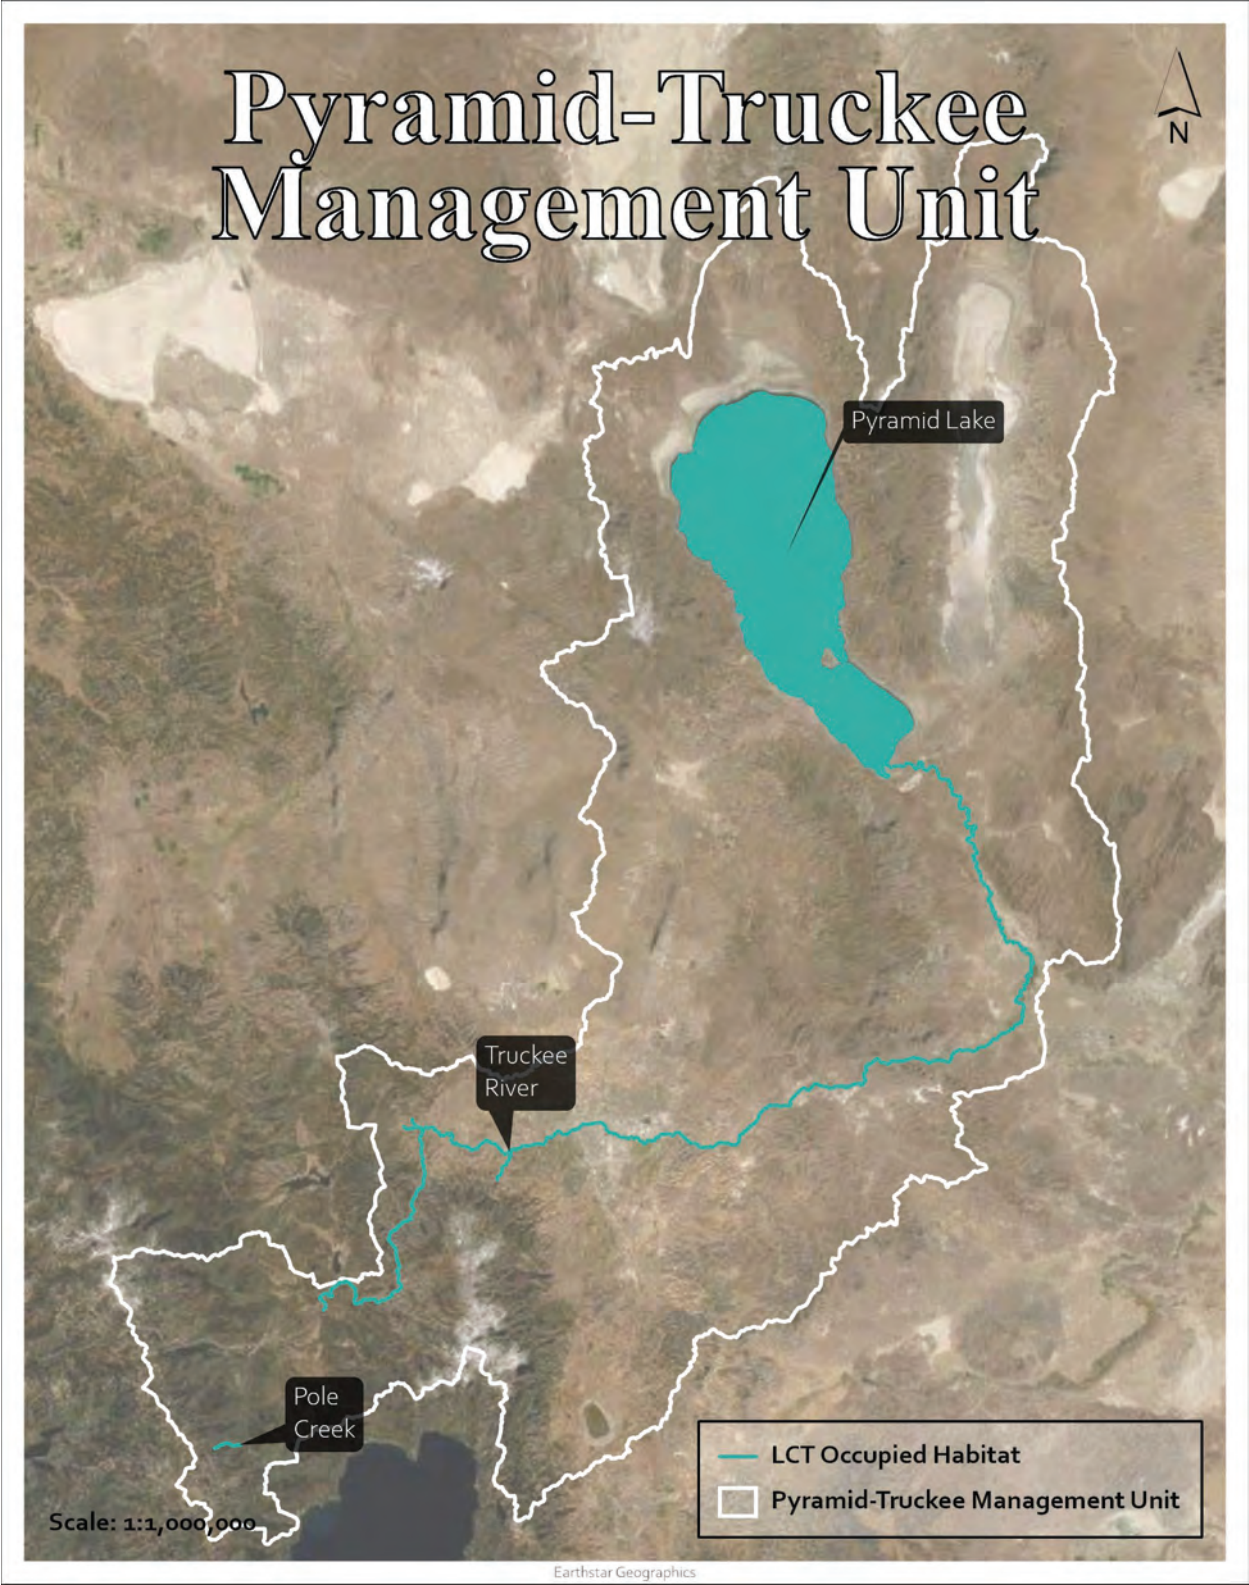 Pyramid-Truckee
Management Unit
N
Pyramid Lake
Truckee
River
Pole
Creek
LCT Occupied Habitat
Pyramid-Truckee Management Unit
Scale: 1:1,000,000
Earthstar Geographics